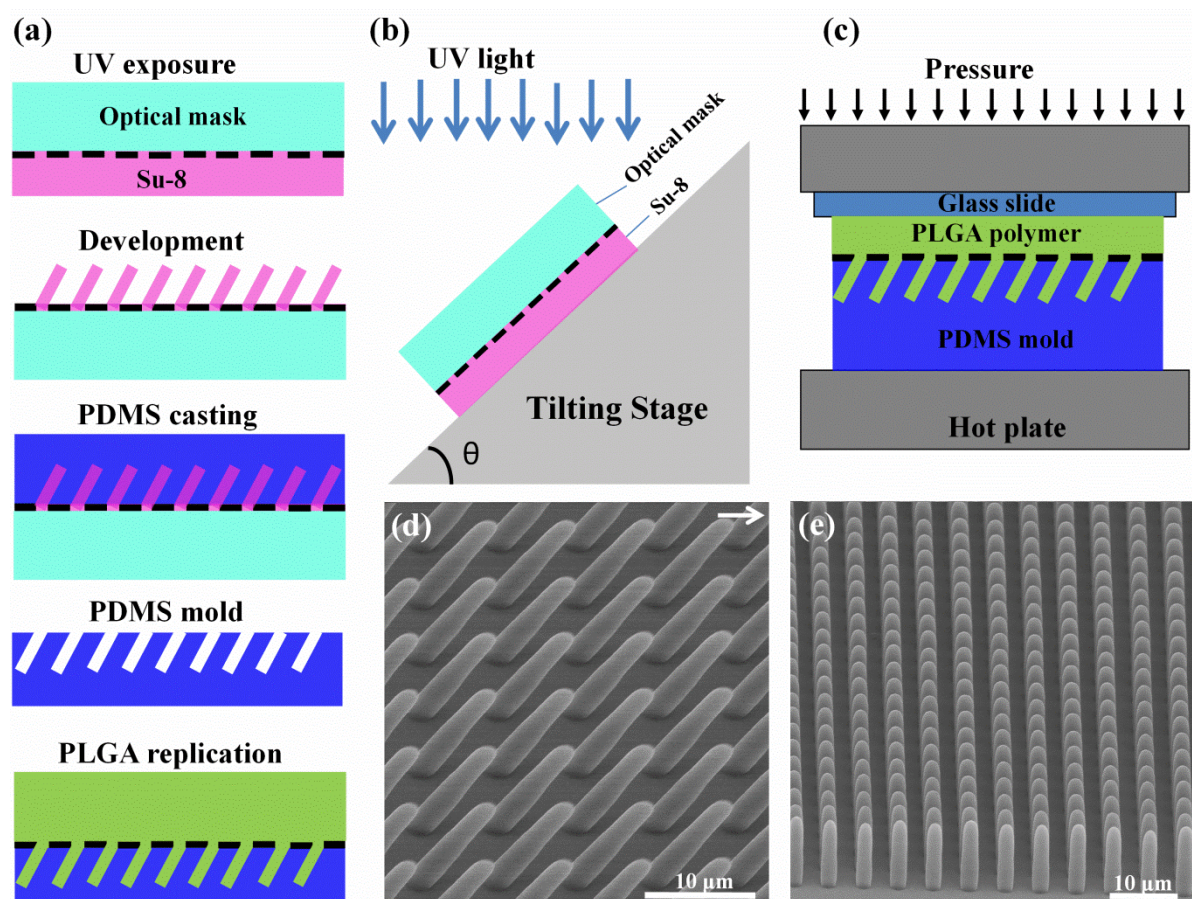 (a)
UV exposure
Optical mask
Su-8
Development
PDMS casting
PDMS mold
PLGA replication
(b)
UV light
Optical mask
Su-8
Tilting Stage
θ
(c)
Pressure
Glass slide
PLGA polymer
PDMS mold
Hot plate
(d)
10 μm
(e)
10 μm